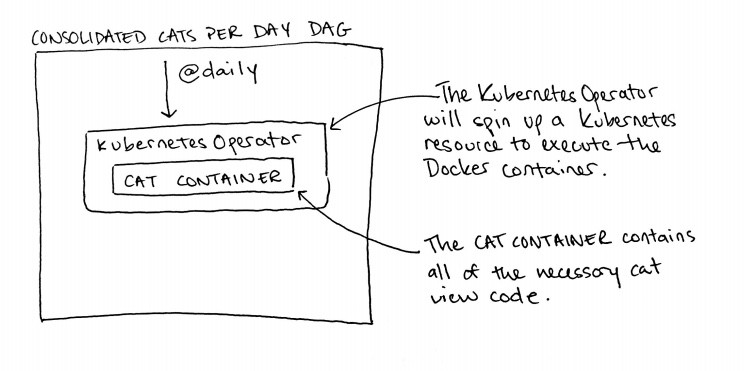 CONSOLIDATED CATS PER DAY DAG
@daily
Kubernetes Operator
CAT CONTAINER
The Kubernetes Operator
will spin up a Kubernetes
resource to execute the
Docker container.
The CAT CONTAINER contains
all of the necessary cat
view code.